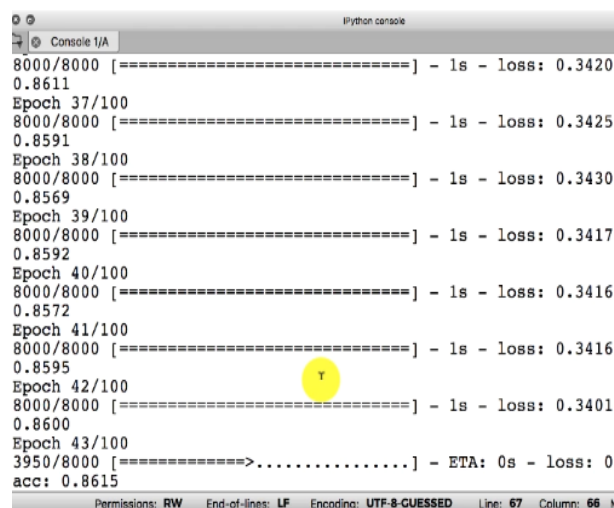 IPython console
Console 1/A
8000/8000 [==============================] - 1s - loss: 0.3420
0.8611
Epoch 37/100
8000/8000 [==============================] - 1s - loss: 0.3425
0.8591
Epoch 38/100
8000/8000 [==============================] - 1s - loss: 0.3430
0.8569
Epoch 39/100
8000/8000 [==============================] - 1s - loss: 0.3417
0.8592
Epoch 40/100
8000/8000 [==============================] - 1s - loss: 0.3416
0.8572
Epoch 41/100
8000/8000 [==============================] - 1s - loss: 0.3416
0.8595
Epoch 42/100
8000/8000 [==============================] - 1s - loss: 0.3401
0.8600
Epoch 43/100
3950/8000 [=============>................] - ETA: 0s - loss: 0
acc: 0.8615
Permissions: RW End-of-lines: LF Encoding: UTF-8-GUESSED Line: 67 Column: 66